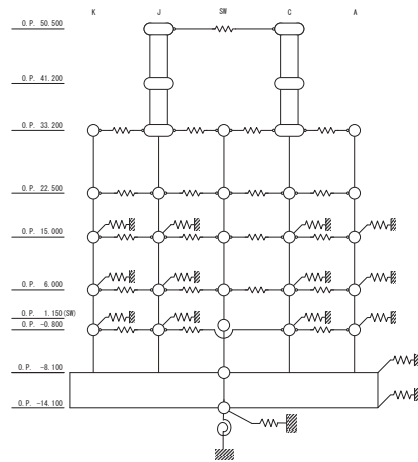 K J SW C A
O.P. 50.500
O.P. 41.200
O.P. 33.200
O.P. 22.500
O.P. 15.000
O.P. 6.000
O.P. 1.150(SW)
O.P. -0.800
O.P. -8.100
O.P. -14.100